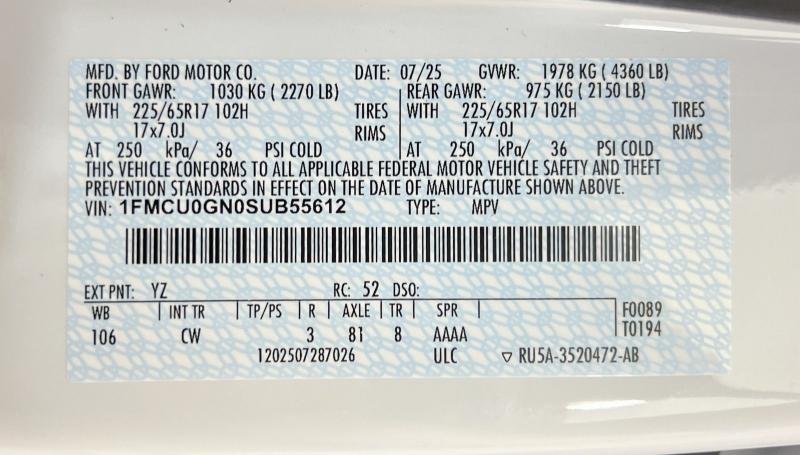 MFD. BY FORD MOTOR CO. DATE: 07/25 GVWR: 1978 KG ( 4360 LB)
FRONT GAWR: 1030 KG ( 2270 LB) REAR GAWR: 975 KG ( 2150 LB)
WITH 225/65R17 102H TIRES WITH 225/65R17 102H TIRES
17x7.0J RIMS 17x7.0J RIMS
AT 250 kPa/ 36 PSI COLD AT 250 kPa/ 36 PSI COLD
THIS VEHICLE CONFORMS TO ALL APPLICABLE FEDERAL MOTOR VEHICLE SAFETY AND THEFT
PREVENTION STANDARDS IN EFFECT ON THE DATE OF MANUFACTURE SHOWN ABOVE.
VIN: 1FMCU0GN0SUB55612 TYPE: MPV
EXT PNT: YZ RC: 52 DSO:
WB INT TR TP/PS R AXLE TR SPR F0089
106 CW 3 81 8 AAAA T0194
1202507287026 ULC ▽ RU5A-3520472-AB